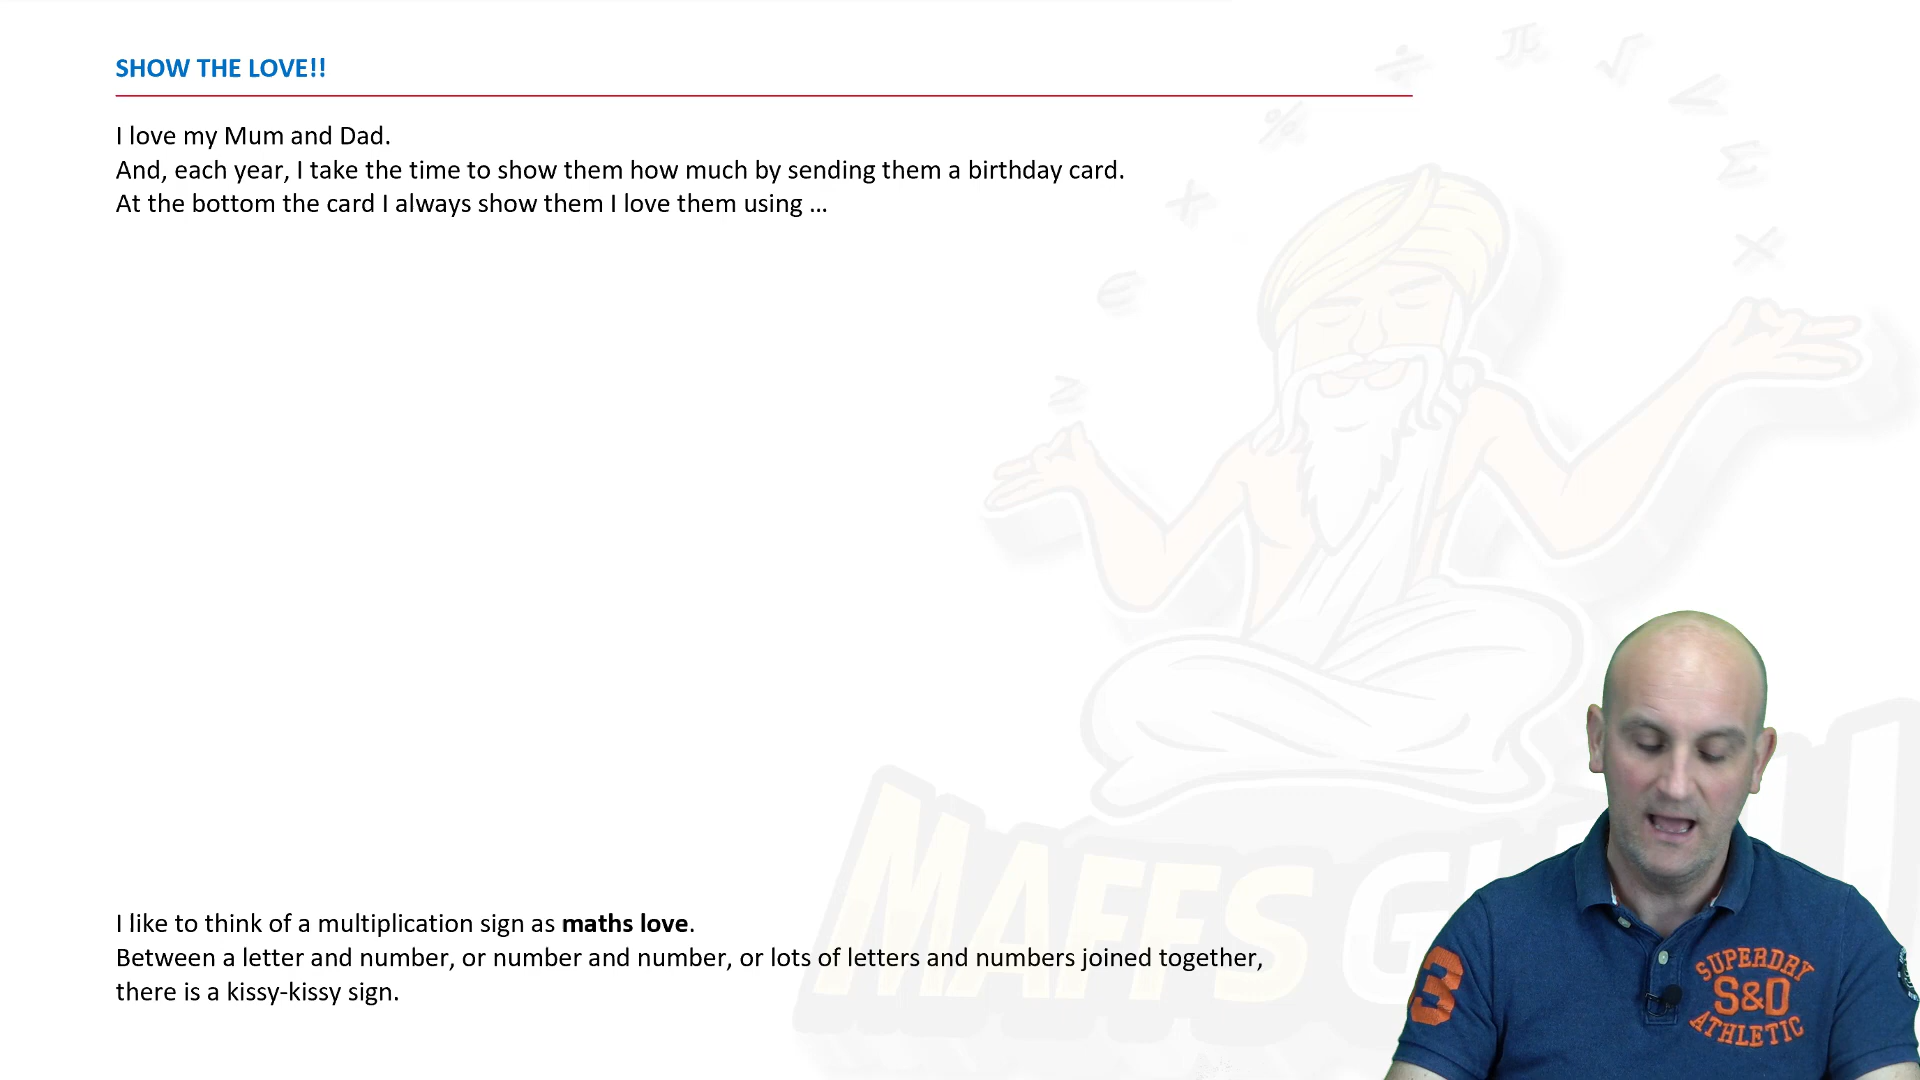 SHOW THE LOVE!!
I love my Mum and Dad.
And, each year, I take the time to show them how much by sending them a birthday card.
At the bottom the card I always show them I love them using ...
I like to think of a multiplication sign as maths love.
Between a letter and number, or number and number, or lots of letters and numbers joined together,
there is a kissy-kissy sign.
MAFFS
3
SUPERDRY
S&D
ATHLETIC